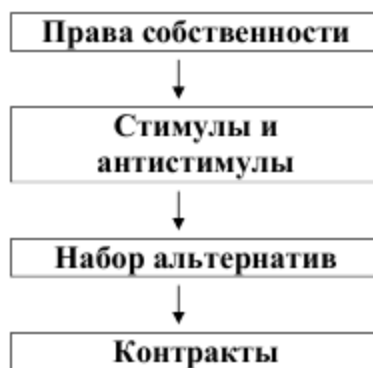 Права собственности
Стимулы и
антистимулы
Набор альтернатив
Контракты